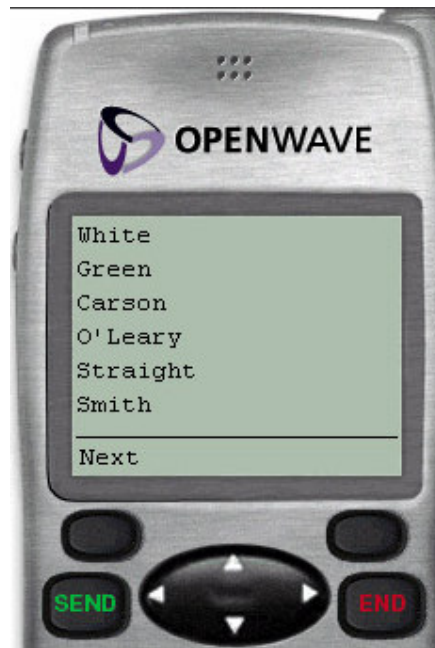 OPENWAVE
White
Green
Carson
O'Leary
Straight
Smith
Next
SEND
END